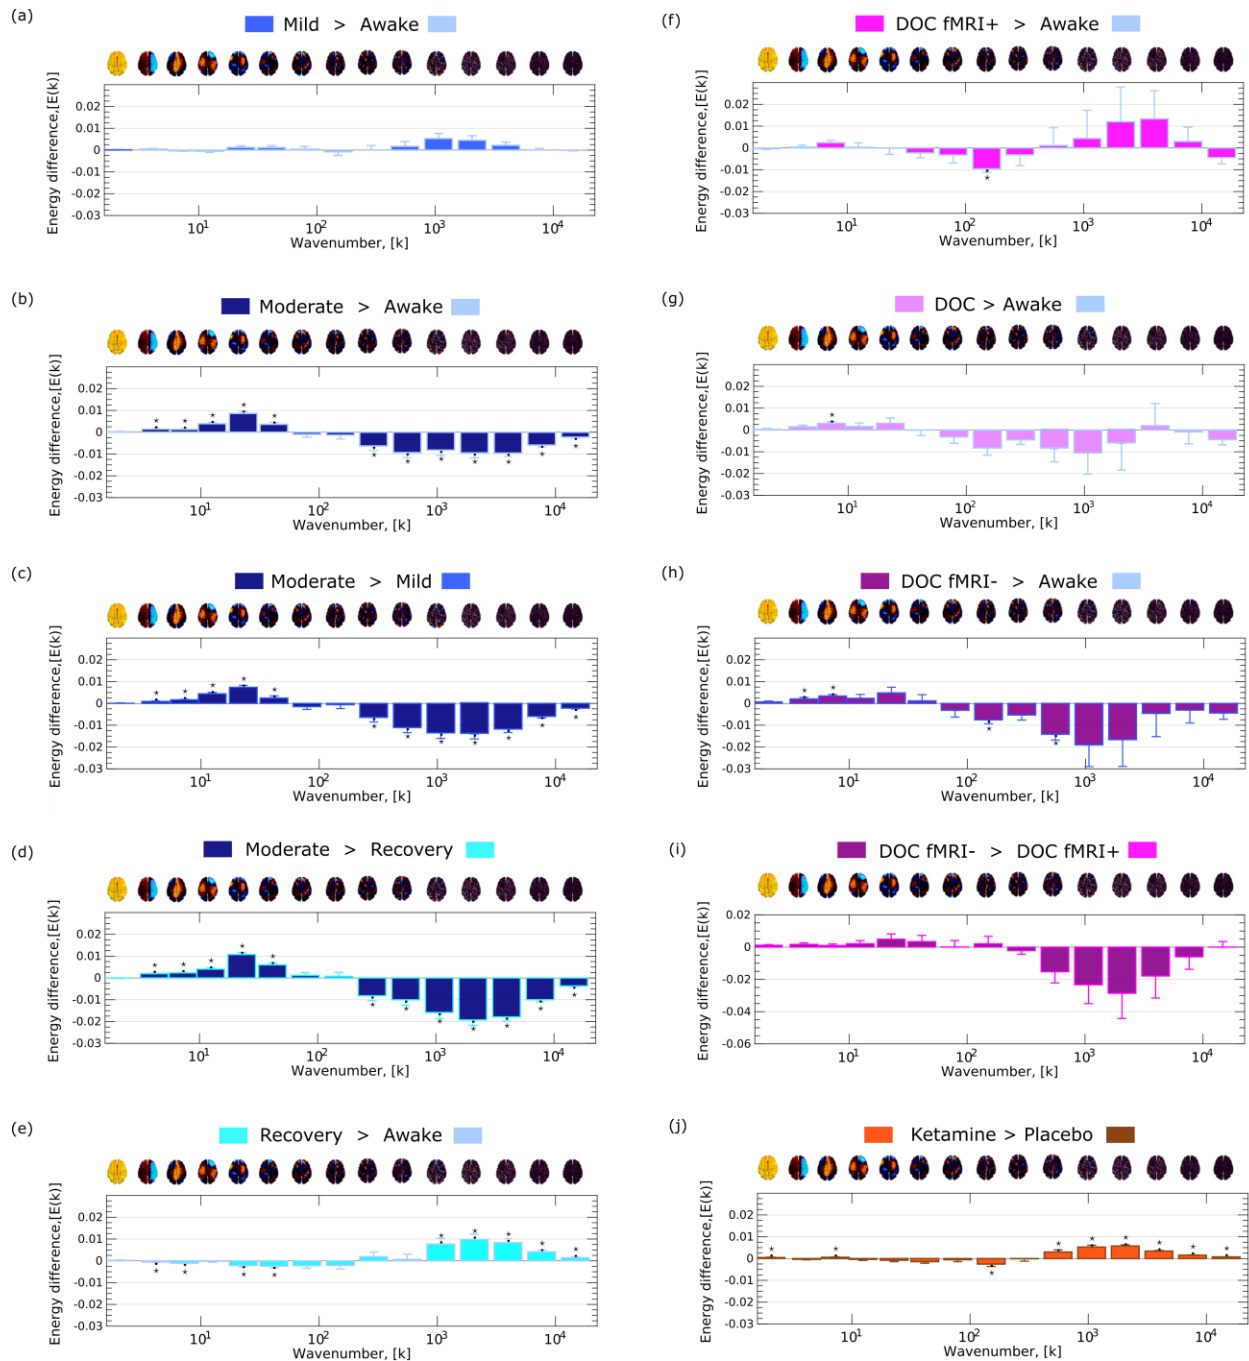 (a)
Mild > Awake
Energy difference,[E(k)]
0.02
0.01
0
-0.01
-0.02
-0.03
10¹
10²
10³
10⁴
Wavenumber, [k]
(b)
Moderate > Awake
Energy difference,[E(k)]
0.02
0.01
0
-0.01
-0.02
-0.03
10¹
10²
10³
10⁴
Wavenumber, [k]
(c)
Moderate > Mild
Energy difference,[E(k)]
0.02
0.01
0
-0.01
-0.02
-0.03
10¹
10²
10³
10⁴
Wavenumber, [k]
(d)
Moderate > Recovery
Energy difference,[E(k)]
0.02
0.01
0
-0.01
-0.02
-0.03
10¹
10²
10³
10⁴
Wavenumber, [k]
(e)
Recovery > Awake
Energy difference,[E(k)]
0.02
0.01
0
-0.01
-0.02
-0.03
10¹
10²
10³
10⁴
Wavenumber, [k]
(f)
DOC fMRI+ > Awake
Energy difference,[E(k)]
0.02
0.01
0
-0.01
-0.02
-0.03
10¹
10²
10³
10⁴
Wavenumber, [k]
(g)
DOC > Awake
Energy difference,[E(k)]
0.02
0.01
0
-0.01
-0.02
-0.03
10¹
10²
10³
10⁴
Wavenumber, [k]
(h)
DOC fMRI- > Awake
Energy difference,[E(k)]
0.02
0.01
0
-0.01
-0.02
-0.03
10¹
10²
10³
10⁴
Wavenumber, [k]
(i)
DOC fMRI- > DOC fMRI+
Energy difference,[E(k)]
0.02
0
-0.02
-0.04
-0.06
10¹
10²
10³
10⁴
Wavenumber, [k]
(j)
Ketamine > Placebo
Energy difference,[E(k)]
0.02
0.01
0
-0.01
-0.02
-0.03
10¹
10²
10³
10⁴
Wavenumber, [k]